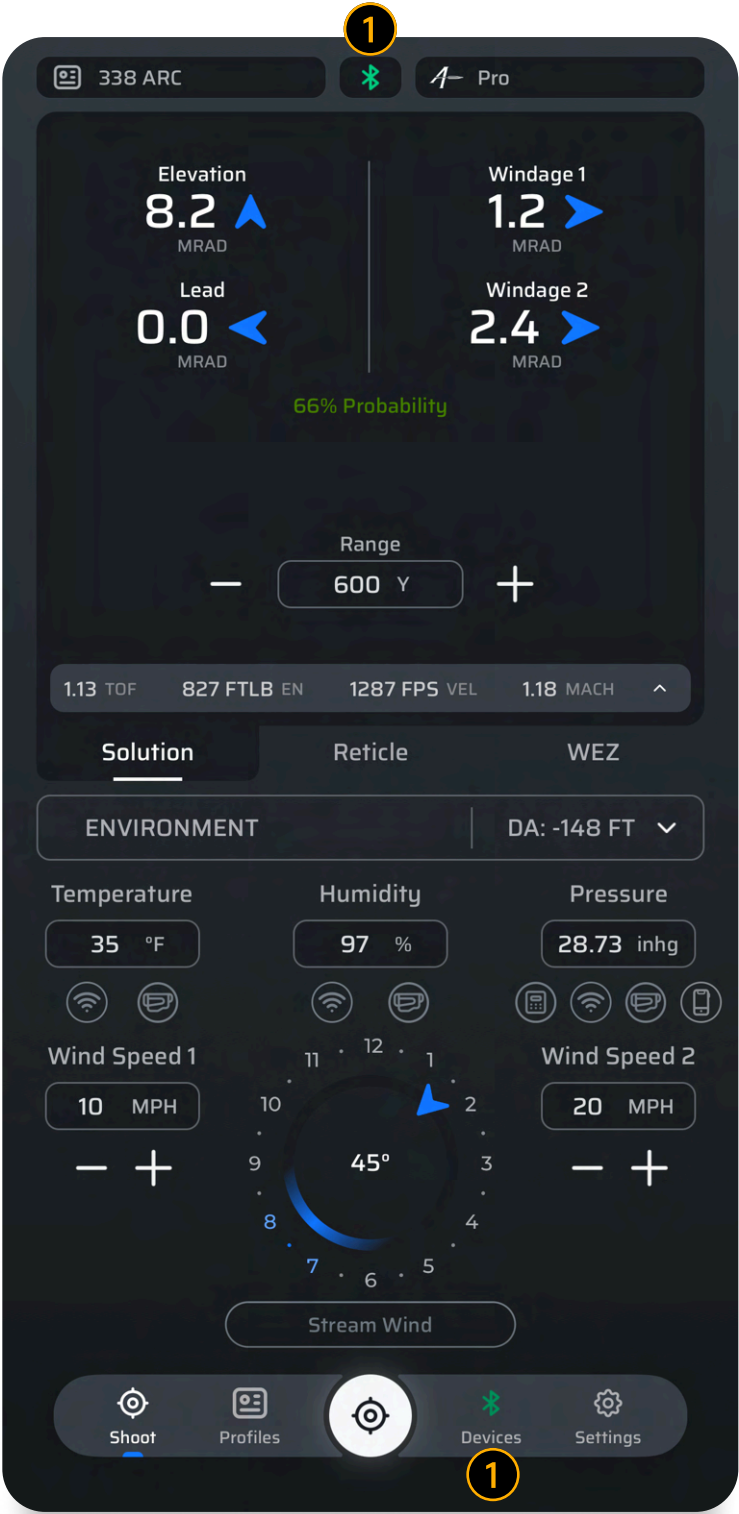 1
338 ARC
A Pro
Elevation
8.2
MRAD
Windage 1
1.2
MRAD
Lead
0.0
MRAD
Windage 2
2.4
MRAD
66% Probability
Range
600 Y
1.13 TOF 827 FTLB EN 1287 FPS VEL 1.18 MACH
Solution Reticle WEZ
ENVIRONMENT DA: -148 FT
Temperature Humidity Pressure
35 °F 97 % 28.73 inhg
Wind Speed 1
10 MPH
12
1
2
3
4
5
6
7
8
9
10
11
45°
Wind Speed 2
20 MPH
Stream Wind
Shoot Profiles Devices Settings
1